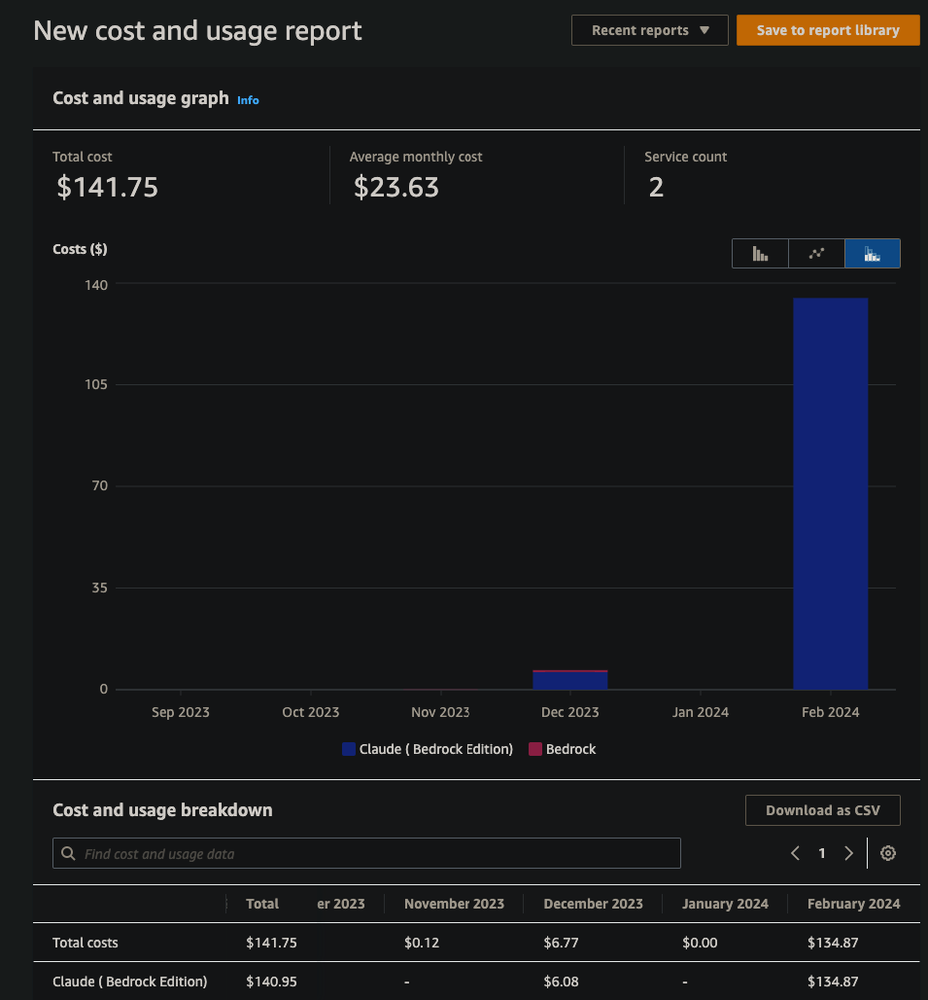 New cost and usage report
Recent reports ▼
Save to report library
Cost and usage graph Info
Total cost
$141.75
Average monthly cost
$23.63
Service count
2
Costs ($)
140
105
70
35
0
Sep 2023 Oct 2023 Nov 2023 Dec 2023 Jan 2024 Feb 2024
Claude ( Bedrock Edition) Bedrock
Cost and usage breakdown
Download as CSV
Find cost and usage data
1
Total er 2023 November 2023 December 2023 January 2024 February 2024
Total costs $141.75 $0.12 $6.77 $0.00 $134.87
Claude ( Bedrock Edition) $140.95 - $6.08 - $134.87